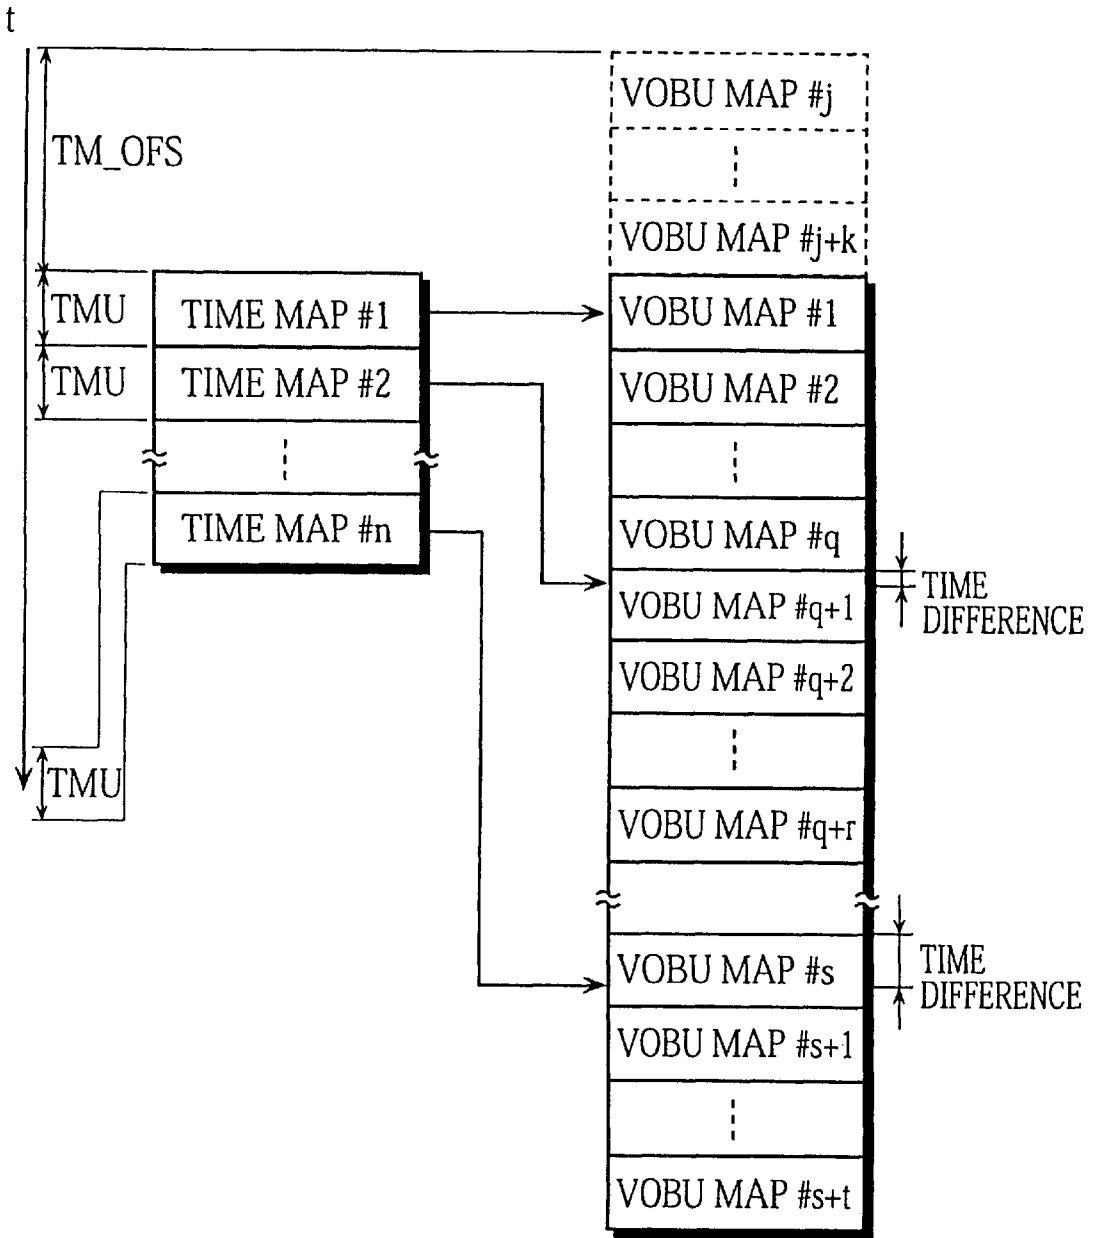 t
VOBU MAP #j
TM_OFS
VOBU MAP #j+k
TMU
TIME MAP #1
VOBU MAP #1
TMU
TIME MAP #2
VOBU MAP #2
TIME MAP #n
VOBU MAP #q
TIME
DIFFERENCE
VOBU MAP #q+1
VOBU MAP #q+2
TMU
VOBU MAP #q+r
VOBU MAP #s
TIME
DIFFERENCE
VOBU MAP #s+1
VOBU MAP #s+t